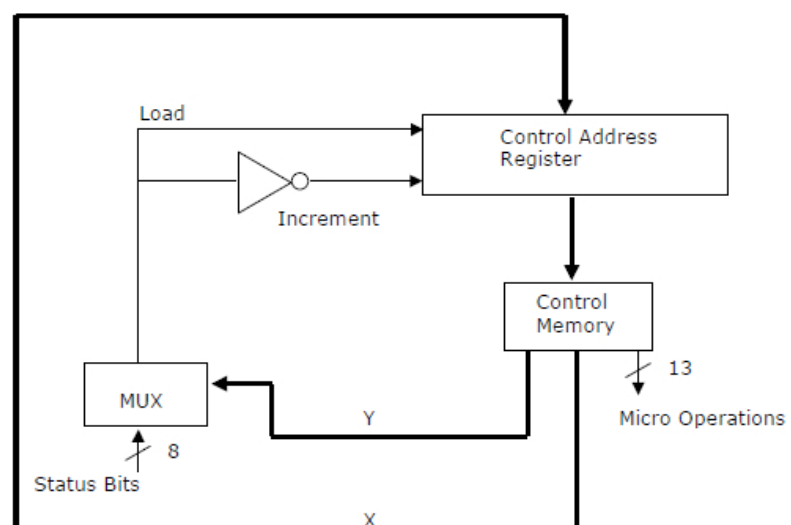 Load
Control Address
Register
Increment
Control
Memory
13
MUX
Y
Micro Operations
8
Status Bits
X